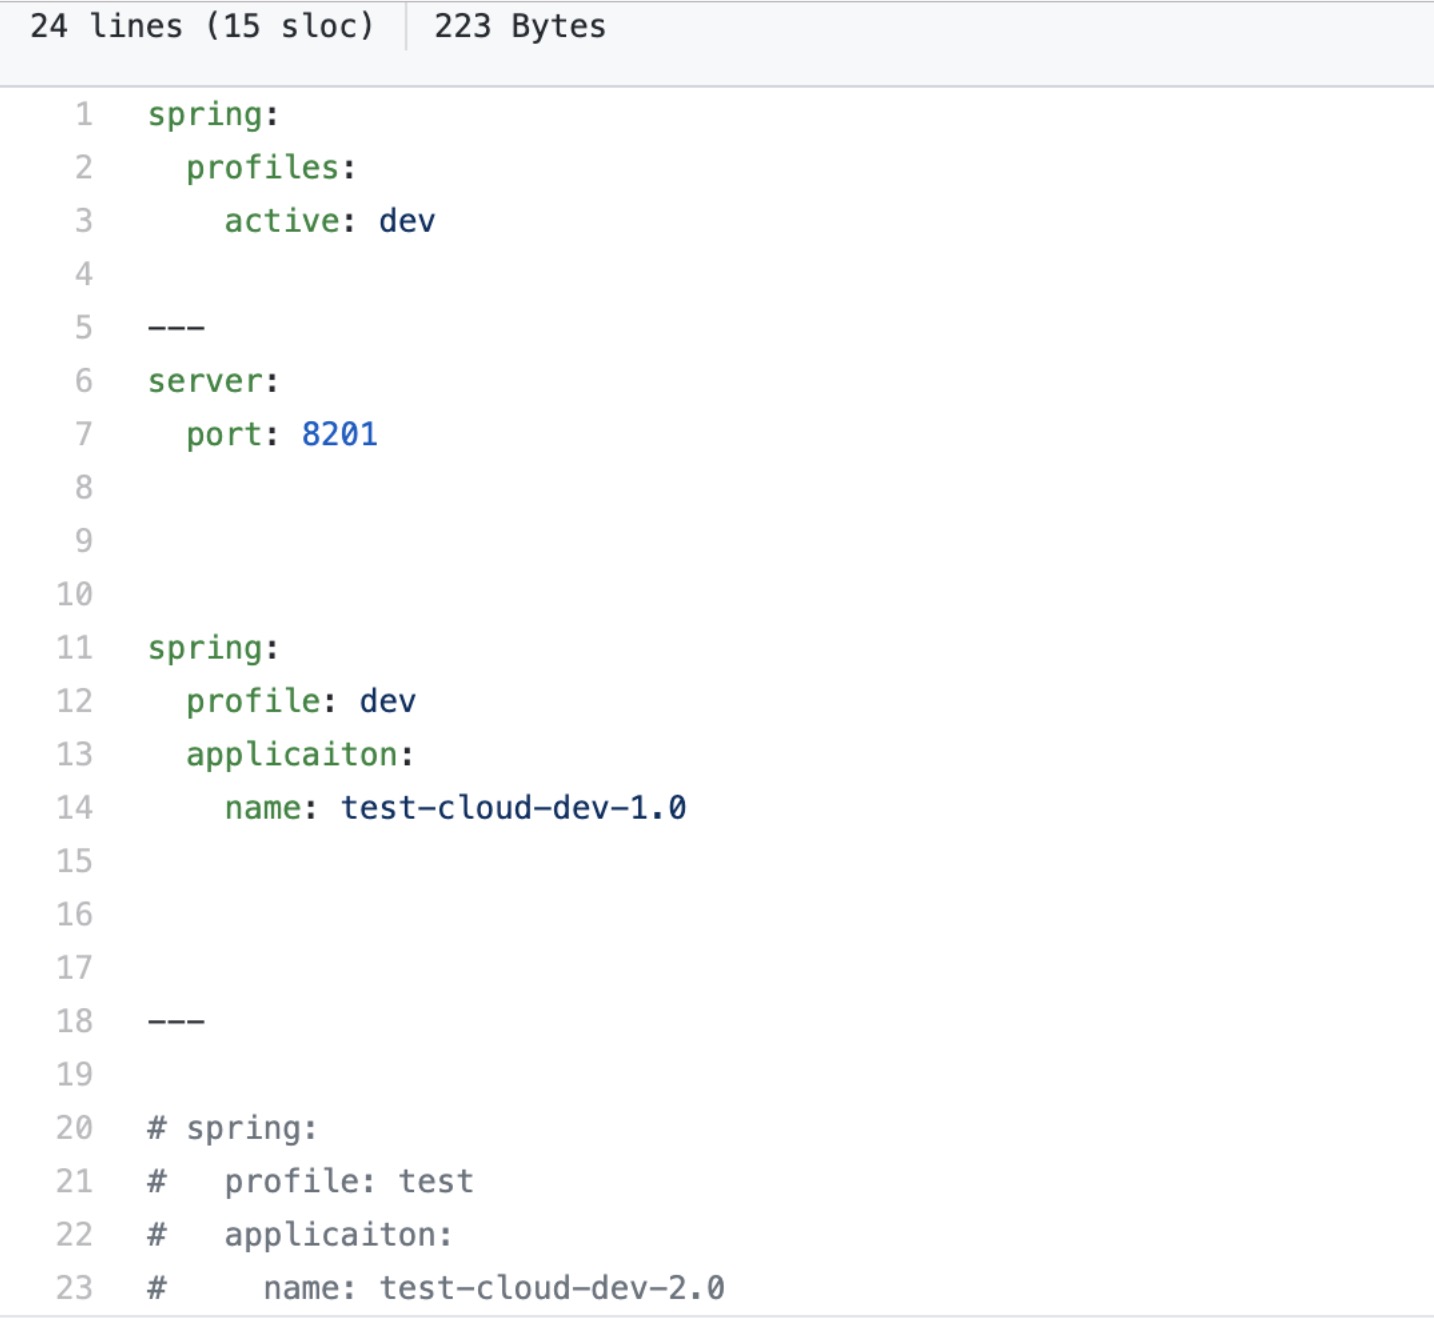 24 lines (15 sloc) 223 Bytes
1 spring:
2   profiles:
3     active: dev
4
5 ---
6 server:
7   port: 8201
8
9
10
11 spring:
12   profile: dev
13   applicaiton:
14     name: test-cloud-dev-1.0
15
16
17
18 ---
19
20 # spring:
21 #   profile: test
22 #   applicaiton:
23 #     name: test-cloud-dev-2.0